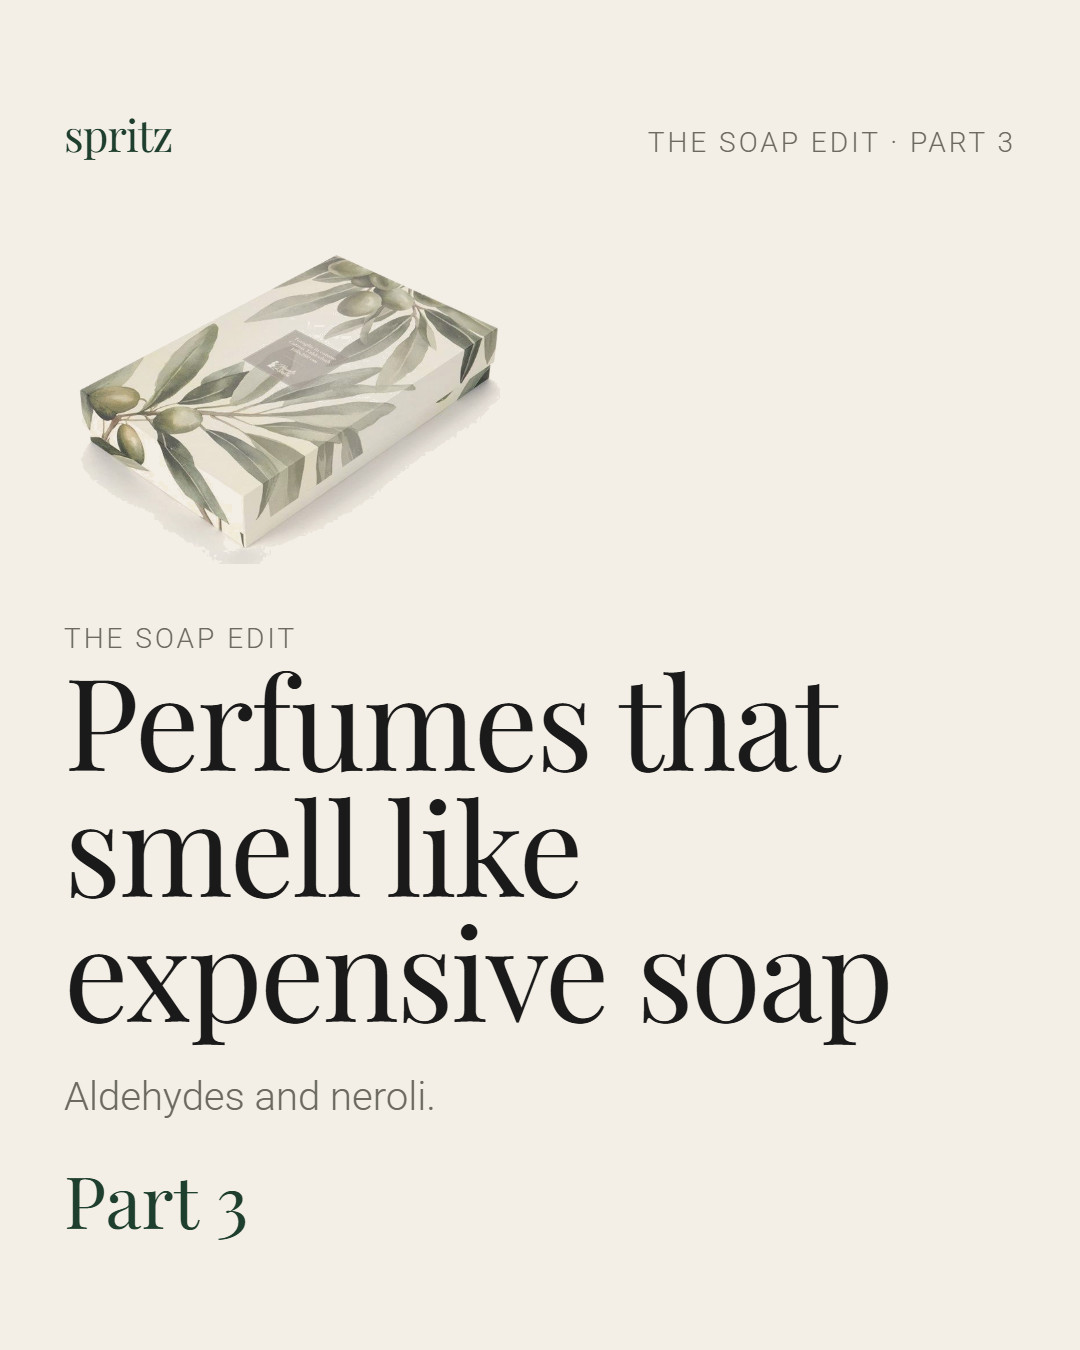 spritz
THE SOAP EDIT · PART 3
THE SOAP EDIT
Perfumes that
smell like
expensive soap
Aldehydes and neroli.
Part 3